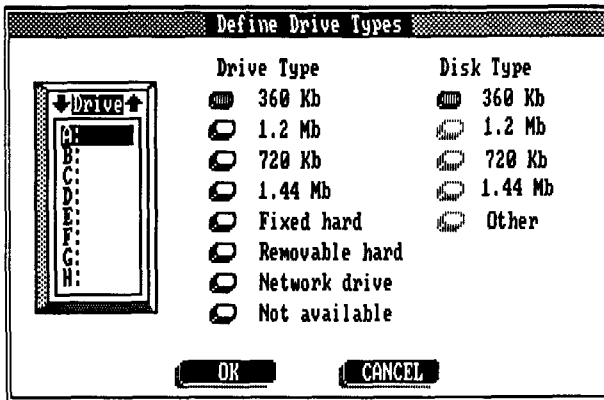 Define Drive Types
Drive Type
Disk Type
Drive
A:
B:
C:
D:
E:
F:
G:
H:
360 Kb
1.2 Mb
720 Kb
1.44 Mb
Fixed hard
Removable hard
Network drive
Not available
360 Kb
1.2 Mb
720 Kb
1.44 Mb
Other
OK
CANCEL